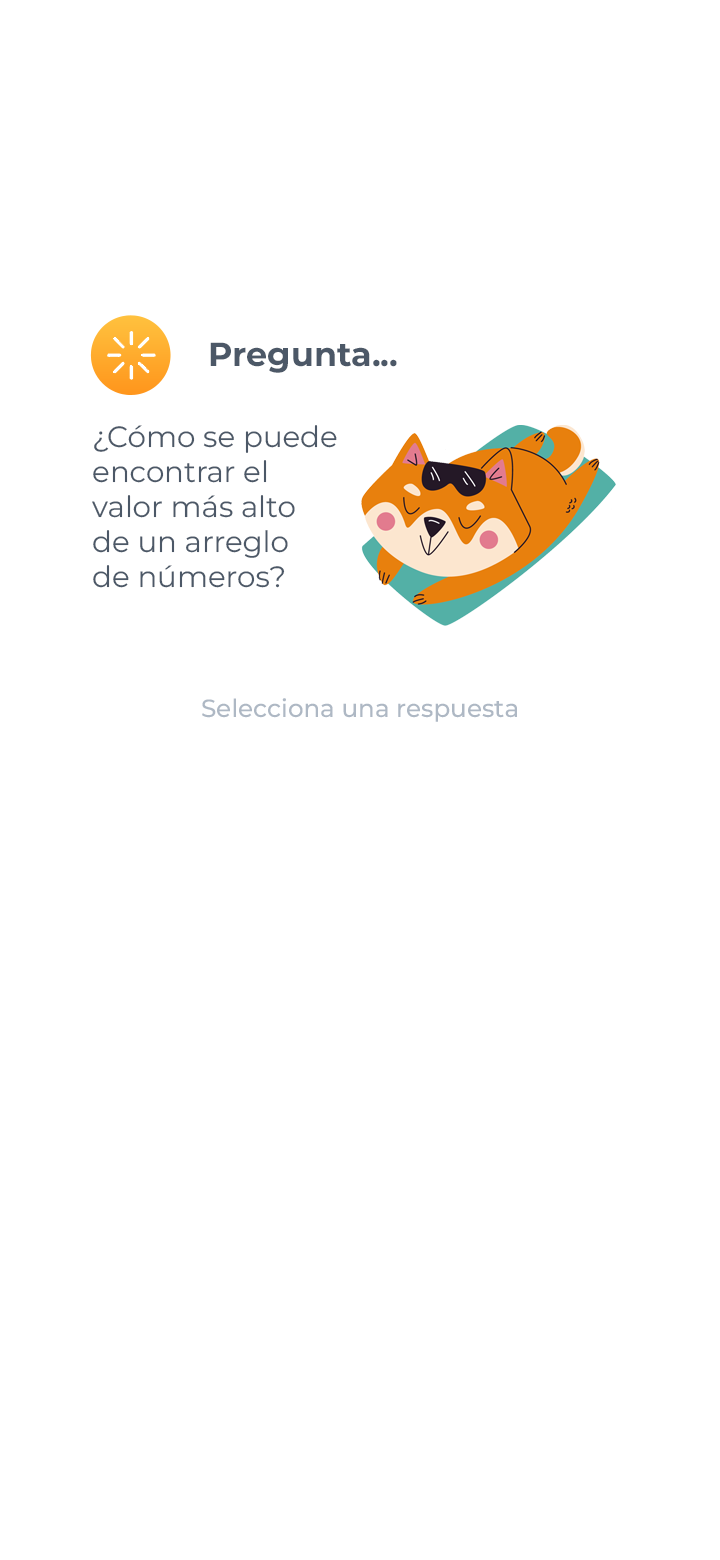 Pregunta...
¿Cómo se puede
encontrar el
valor más alto
de un arreglo
de números?
Selecciona una respuesta